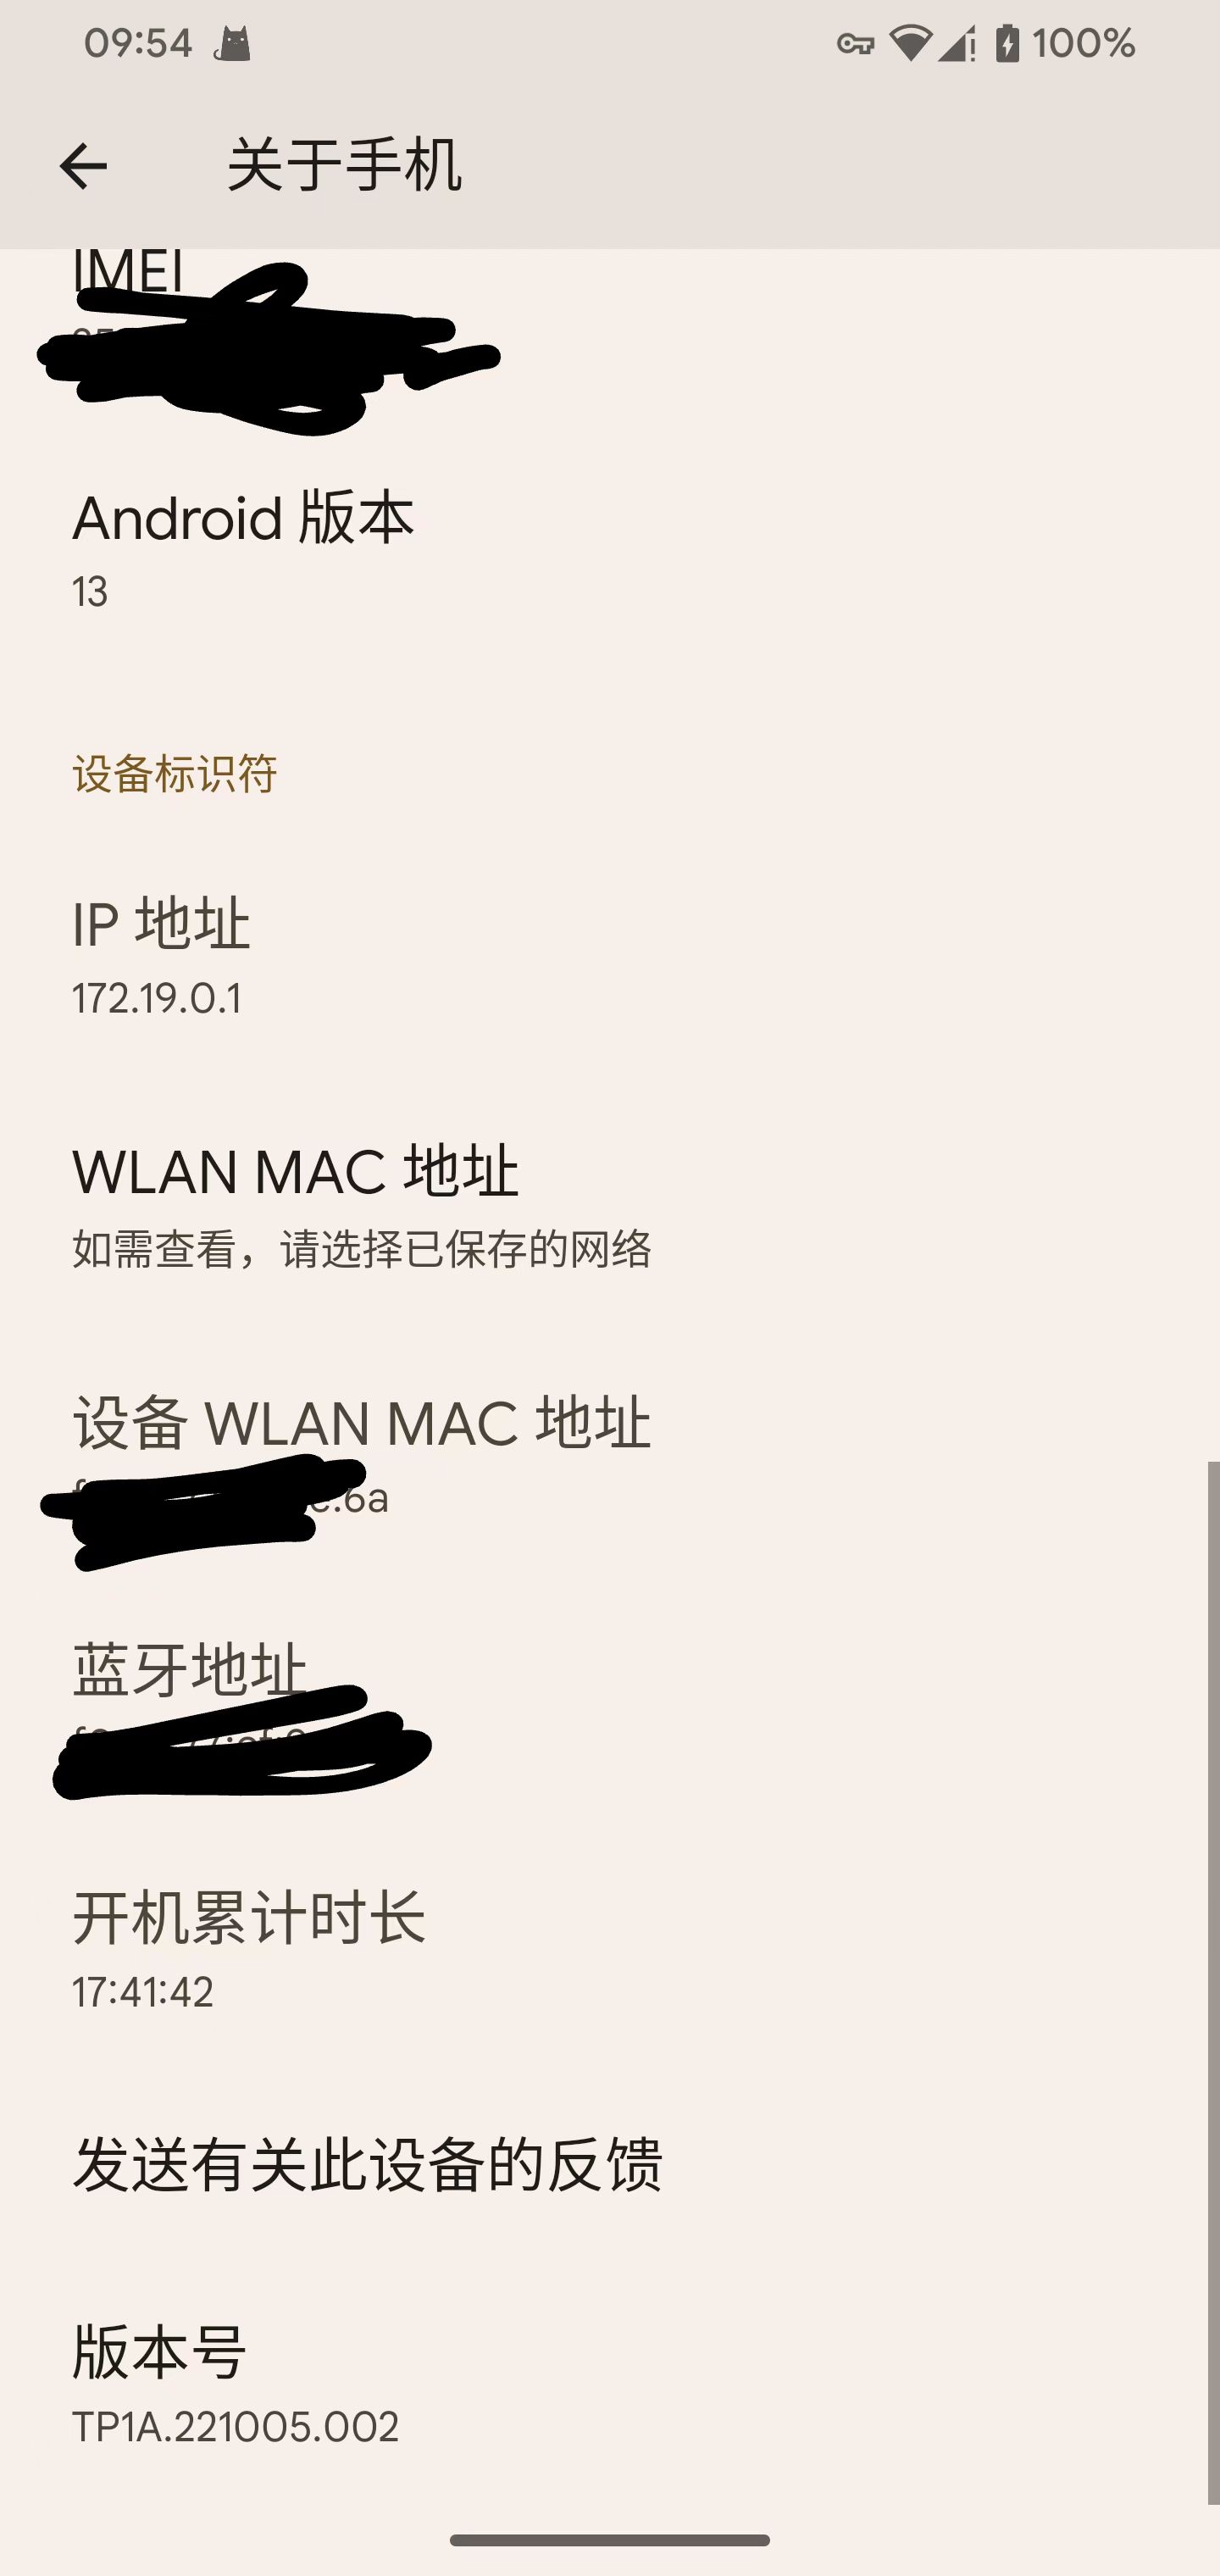 09:54
100%
关于手机
IMEI
Android 版本
13
设备标识符
IP 地址
172.19.0.1
WLAN MAC 地址
如需查看，请选择已保存的网络
设备 WLAN MAC 地址
:6a
蓝牙地址
开机累计时长
17:41:42
发送有关此设备的反馈
版本号
TP1A.221005.002